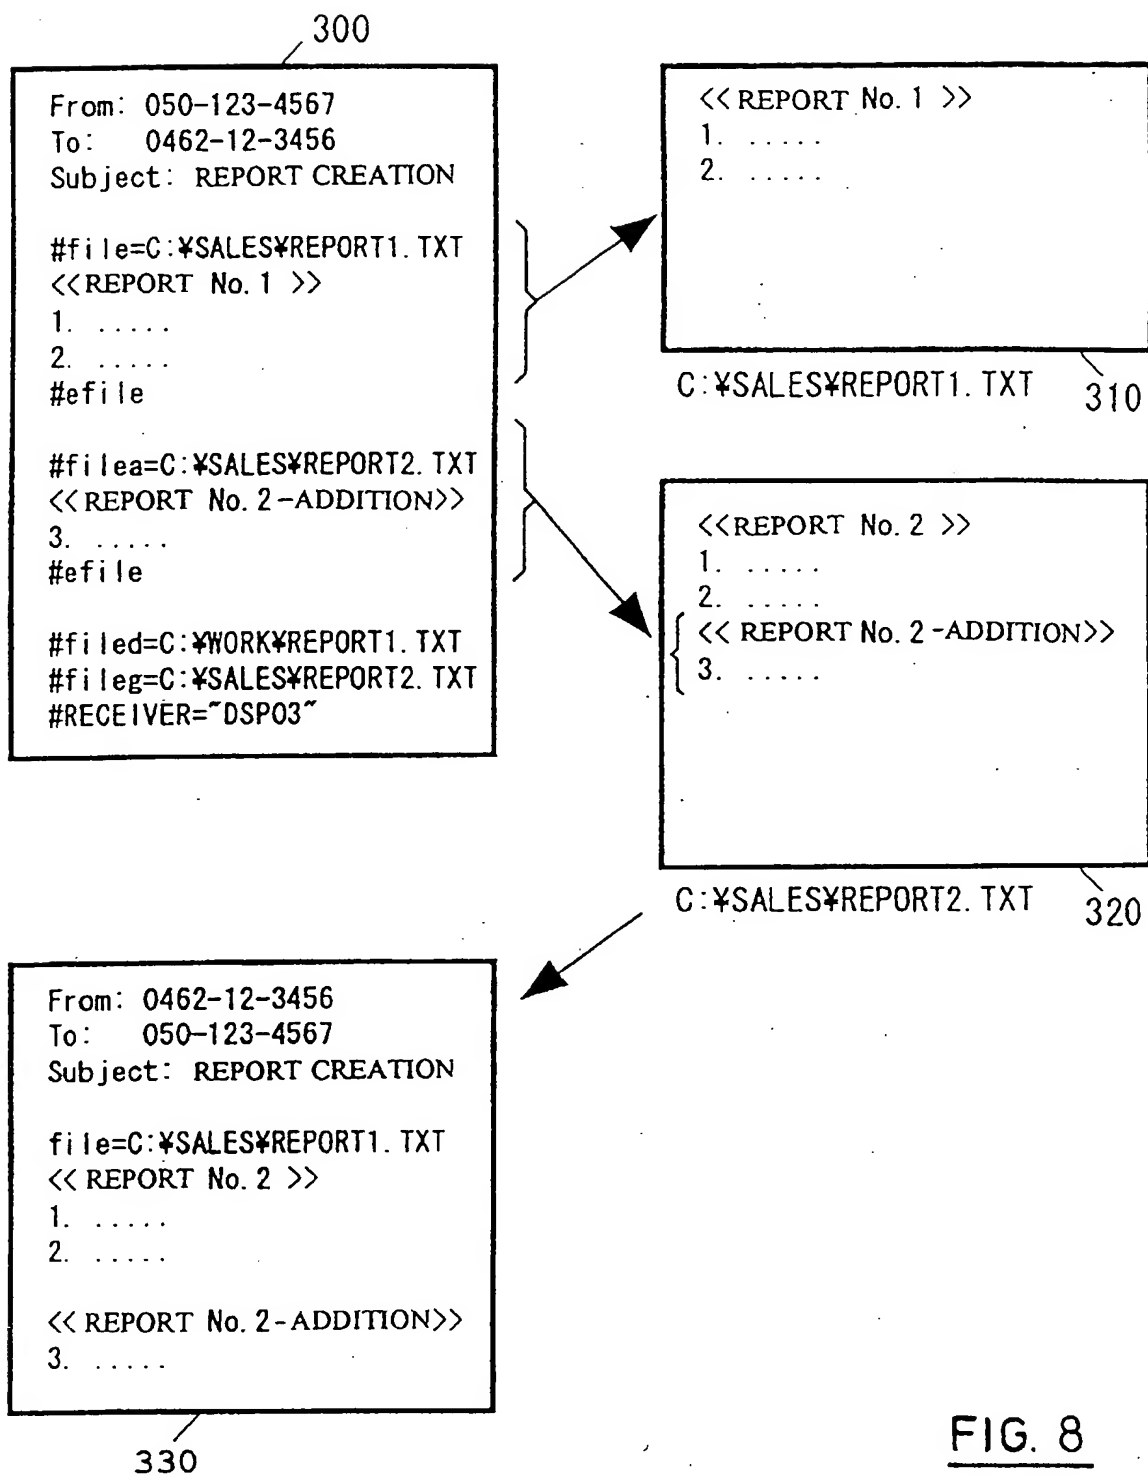 300
From: 050-123-4567
To: 0462-12-3456
Subject: REPORT CREATION
#file=C:¥SALES¥REPORT1.TXT
<<REPORT No.1 >>
1. .....
2. .....
#efile
#filea=C:¥SALES¥REPORT2.TXT
<<REPORT No.2-ADDITION>>
3. .....
#efile
#filed=C:¥WORK¥REPORT1.TXT
#fileg=C:¥SALES¥REPORT2.TXT
#RECEIVER="DSP03"
<<REPORT No.1 >>
1. .....
2. .....
C:¥SALES¥REPORT1.TXT
310
<<REPORT No.2 >>
1. .....
2. .....
<<REPORT No.2-ADDITION>>
3. .....
C:¥SALES¥REPORT2.TXT
320
From: 0462-12-3456
To: 050-123-4567
Subject: REPORT CREATION
file=C:¥SALES¥REPORT1.TXT
<<REPORT No.2 >>
1. .....
2. .....
<<REPORT No.2-ADDITION>>
3. .....
330
FIG. 8